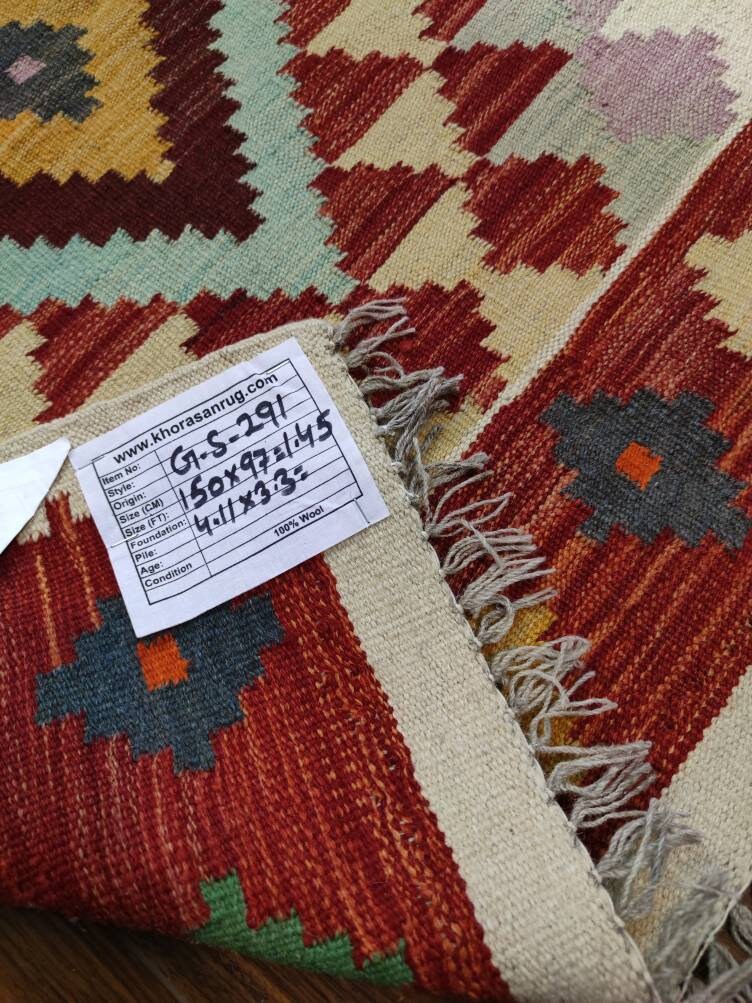 www.khorasanrug.com
Item No: G-S-291
Style:
Origin:
Size (CM) 150x97=1.45
Size (FT): 4.11x3.3=
Foundation:
Pile: 100% Wool
Age:
Condition